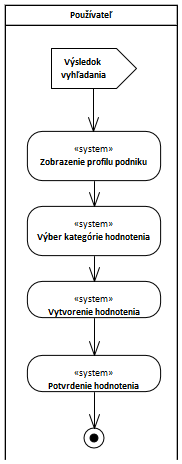 Používateľ
Výsledok
vyhľadania
«system»
Zobrazenie profilu podniku
«system»
Výber kategórie hodnotenia
«system»
Vytvorenie hodnotenia
«system»
Potvrdenie hodnotenia